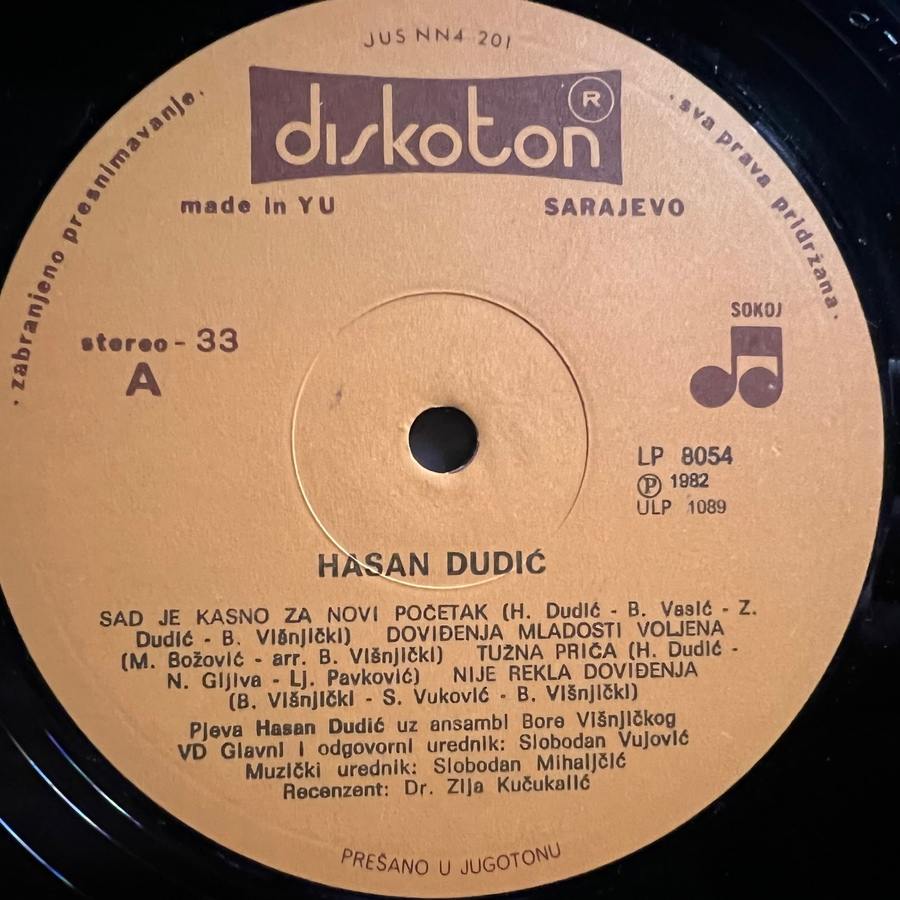 JUS NN4 201
diskoton ®
· zabranjeno presnimavanje ·
· sva prava pridržana ·
made in YU
SARAJEVO
SOKOJ
stereo - 33
A
LP 8054
Ⓟ 1982
ULP 1089
HASAN DUDIĆ
SAD JE KASNO ZA NOVI POČETAK (H. Dudić - B. Vasić - Z.
Dudić - B. Višnjički) DOVIĐENJA MLADOSTI VOLJENA
(M. Božović - arr. B. Višnjički) TUŽNA PRIČA (H. Dudić -
N. Gljiva - Lj. Pavković) NIJE REKLA DOVIĐENJA
(B. Višnjički - S. Vuković - B. Višnjički)
Pjeva Hasan Dudić uz ansambl Bore Višnjičkog
VD Glavni i odgovorni urednik: Slobodan Vujović
Muzički urednik: Slobodan Mihaljčić
Recenzent: Dr. Zija Kučukalić
PREŠANO U JUGOTONU